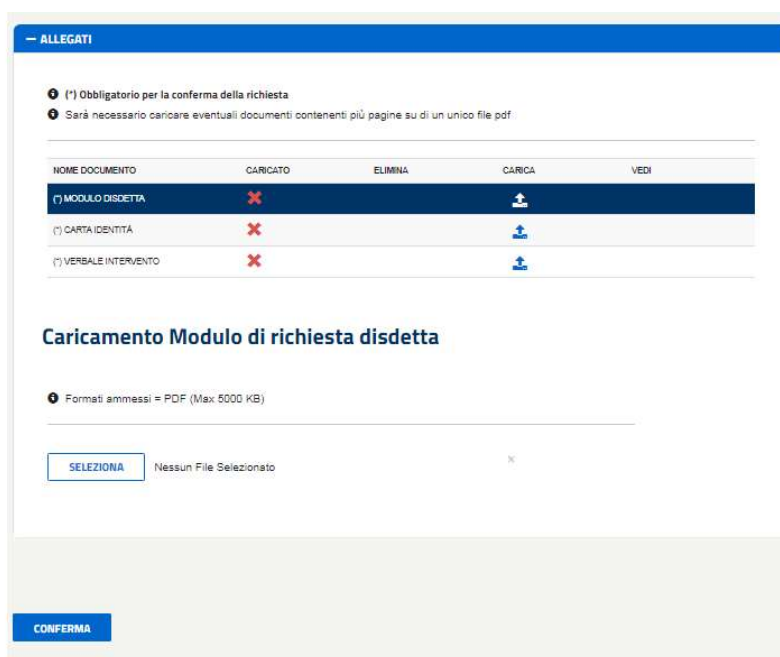 ALLEGATI
(*) Obbligatorio per la conferma della richiesta
Sarà necessario caricare eventuali documenti contenenti più pagine su di un unico file pdf
NOME DOCUMENTO CARICATO ELIMINA CARICA VEDI
(*) MODULO DISDETTA
(*) CARTA IDENTITÀ
(*) VERBALE INTERVENTO
Caricamento Modulo di richiesta disdetta
Formati ammessi = PDF (Max 5000 KB)
SELEZIONA Nessun File Selezionato
CONFERMA